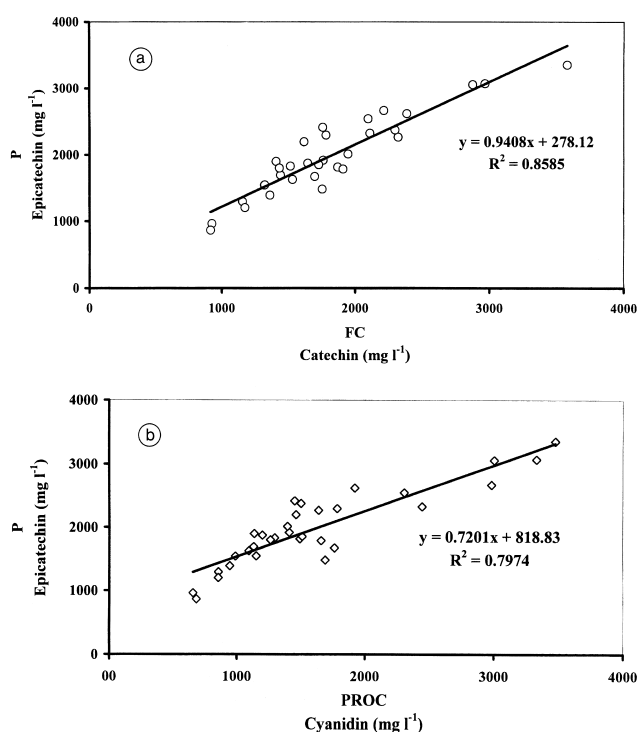 4000
a
3000
P
Epicatechin (mg l⁻¹)
y = 0.9408x + 278.12
2000
R² = 0.8585
1000
0
0 1000 2000 3000 4000
FC
Catechin (mg l⁻¹)
4000
b
3000
P
Epicatechin (mg l⁻¹)
2000
y = 0.7201x + 818.83
R² = 0.7974
1000
0
00 1000 2000 3000 4000
PROC
Cyanidin (mg l⁻¹)